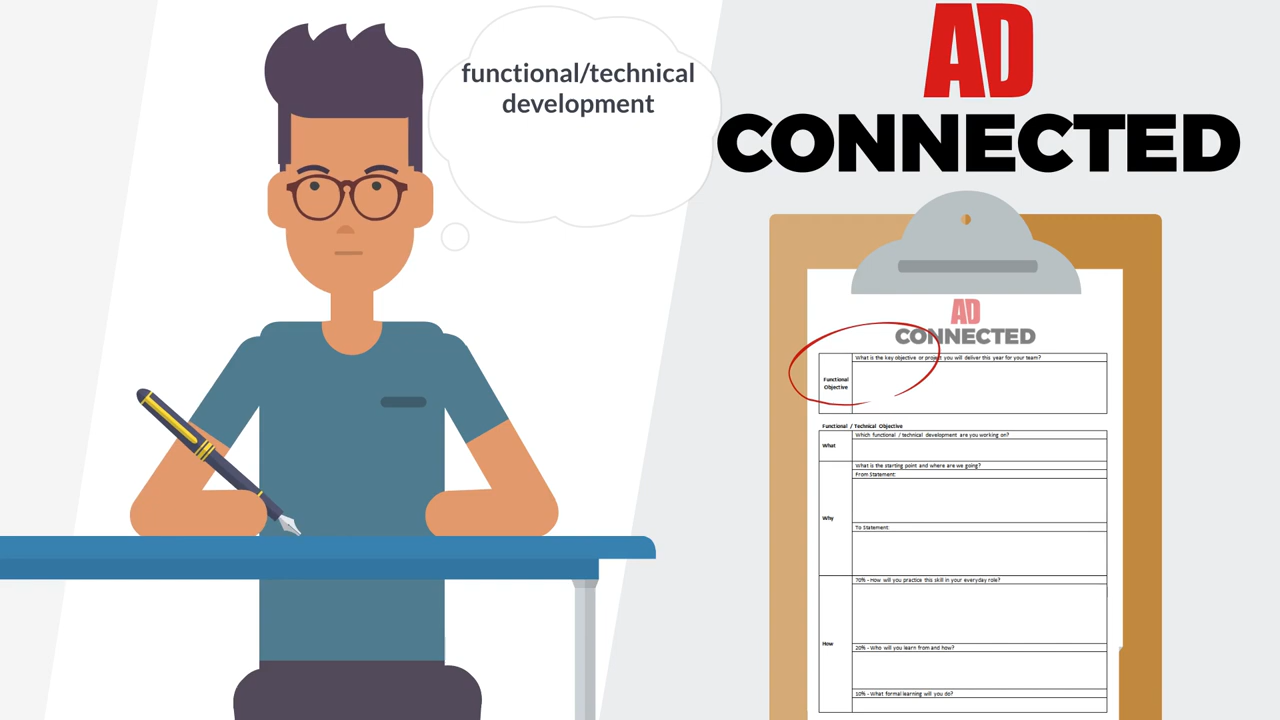 functional/technical
development
AD
CONNECTED
AD
CONNECTED
What is the key objective or project you will deliver this year for your team?
Functional
Objective
Functional / Technical Objective
What
Which functional / technical development are you working on?
What is the starting point and where are we going?
From Statement:
Why
To Statement:
70% - How will you practice this skill in your everyday role?
How
20% - Who will you learn from and how?
10% - What formal learning will you do?